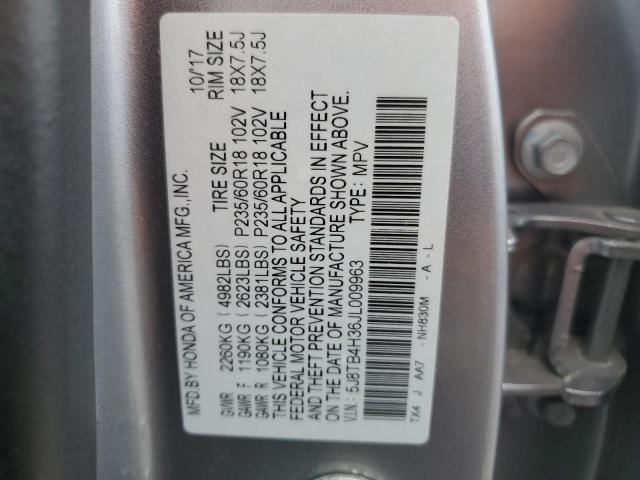 MFD.BY HONDA OF AMERICA MFG.,INC. 10/'17
TIRE SIZE RIM SIZE
GVWR 2260KG ( 4982LBS)
GAWR F 1190KG ( 2623LBS) P235/60R18 102V 18X7.5J
GAWR R 1080KG ( 2381LBS) P235/60R18 102V 18X7.5J
THIS VEHICLE CONFORMS TO ALL APPLICABLE
FEDERAL MOTOR VEHICLE SAFETY
AND THEFT PREVENTION STANDARDS IN EFFECT
ON THE DATE OF MANUFACTURE SHOWN ABOVE.
V.I.N: 5J8TB4H36JL009963 TYPE: MPV
TX4 J AA7 - NH830M - A - L